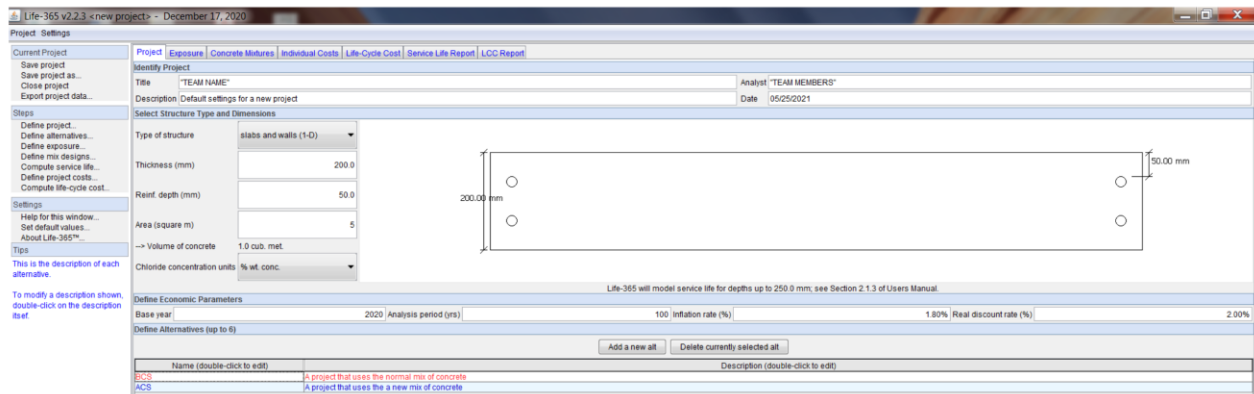 Life-365 v2.2.3 <new project> - December 17, 2020
Project Settings
Current Project
Save project
Save project as...
Close project
Export project data...
Steps
Define project...
Define alternatives...
Define exposure...
Define mix designs...
Compute service life...
Define project costs...
Compute life-cycle cost...
Settings
Help for this window...
Set default values...
About Life-365™...
Tips
This is the description of each
alternative.
To modify a description shown,
double-click on the description
itself.
Project Exposure Concrete Mixtures Individual Costs Life-Cycle Cost Service Life Report LCC Report
Identify Project
Title "TEAM NAME" Analyst "TEAM MEMBERS"
Description Default settings for a new project Date 05/25/2021
Select Structure Type and Dimensions
Type of structure slabs and walls (1-D)
Thickness (mm) 200.0
Reinf. depth (mm) 50.0
Area (square m) 5
--> Volume of concrete 1.0 cub. met.
Chloride concentration units % wt. conc.
50.00 mm
200.00 mm
Life-365 will model service life for depths up to 250.0 mm; see Section 2.1.3 of Users Manual.
Define Economic Parameters
Base year 2020 Analysis period (yrs) 100 Inflation rate (%) 1.80% Real discount rate (%) 2.00%
Define Alternatives (up to 6)
Add a new alt Delete currently selected alt
Name (double-click to edit) Description (double-click to edit)
BCS A project that uses the normal mix of concrete
ACS A project that uses the a new mix of concrete